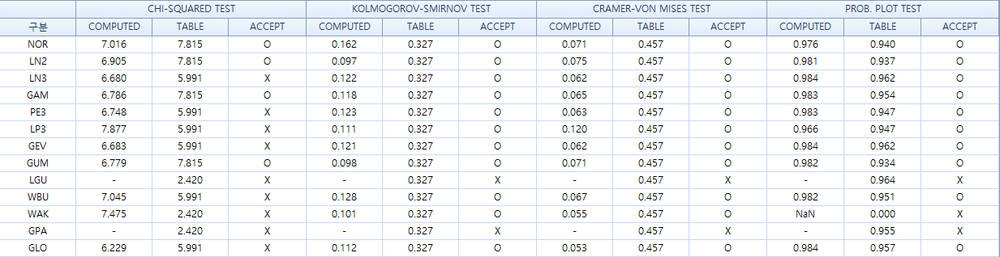 CHI-SQUARED TEST KOLMOGOROV-SMIRNOV TEST CRAMER-VON MISES TEST PROB. PLOT TEST
구분 COMPUTED TABLE ACCEPT COMPUTED TABLE ACCEPT COMPUTED TABLE ACCEPT COMPUTED TABLE ACCEPT
NOR 7.016 7.815 O 0.162 0.327 O 0.071 0.457 O 0.976 0.940 O
LN2 6.905 7.815 O 0.097 0.327 O 0.075 0.457 O 0.981 0.937 O
LN3 6.680 5.991 X 0.122 0.327 O 0.062 0.457 O 0.984 0.962 O
GAM 6.786 7.815 O 0.118 0.327 O 0.065 0.457 O 0.983 0.954 O
PE3 6.748 5.991 X 0.123 0.327 O 0.063 0.457 O 0.983 0.947 O
LP3 7.877 5.991 X 0.111 0.327 O 0.120 0.457 O 0.966 0.947 O
GEV 6.683 5.991 X 0.121 0.327 O 0.062 0.457 O 0.984 0.962 O
GUM 6.779 7.815 O 0.098 0.327 O 0.071 0.457 O 0.982 0.934 O
LGU - 2.420 X - 0.327 X - 0.457 X - 0.964 X
WBU 7.045 5.991 X 0.128 0.327 O 0.067 0.457 O 0.982 0.951 O
WAK 7.475 2.420 X 0.101 0.327 O 0.055 0.457 O NaN 0.000 X
GPA - 2.420 X - 0.327 X - 0.457 X - 0.955 X
GLO 6.229 5.991 X 0.112 0.327 O 0.053 0.457 O 0.984 0.957 O